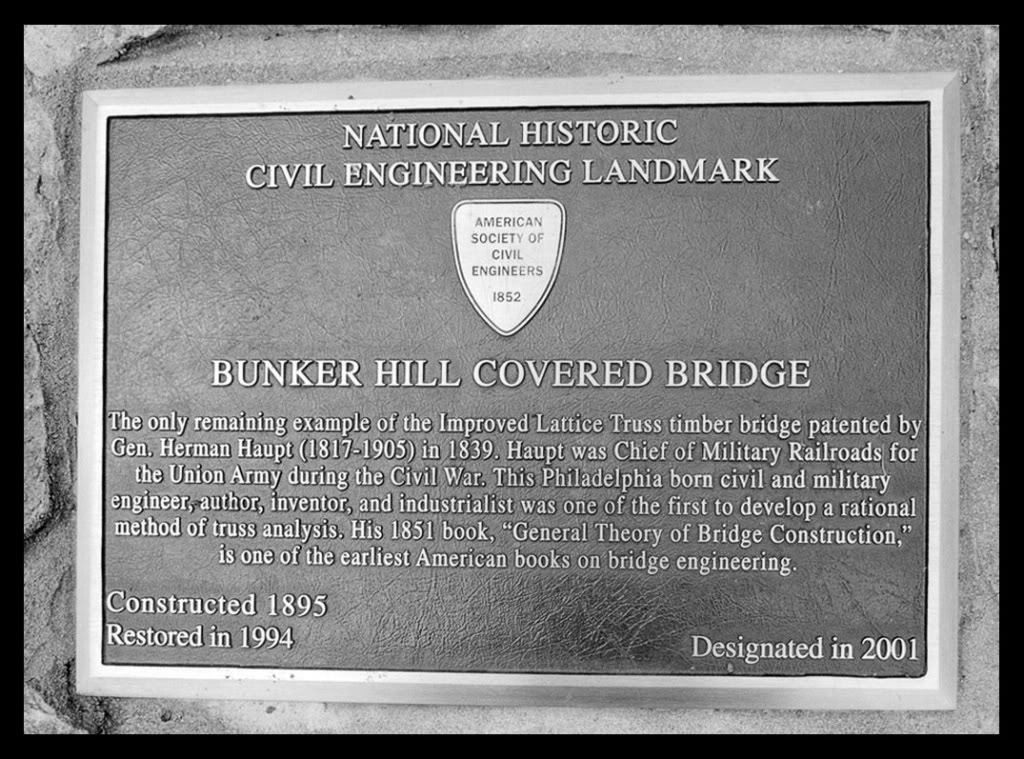 NATIONAL HISTORIC
CIVIL ENGINEERING LANDMARK
AMERICAN
SOCIETY OF
CIVIL
ENGINEERS
1852
BUNKER HILL COVERED BRIDGE
The only remaining example of the Improved Lattice Truss timber bridge patented by
Gen. Herman Haupt (1817-1905) in 1839. Haupt was Chief of Military Railroads for
the Union Army during the Civil War. This Philadelphia born civil and military
engineer, author, inventor, and industrialist was one of the first to develop a rational
method of truss analysis. His 1851 book, “General Theory of Bridge Construction,”
is one of the earliest American books on bridge engineering.
Constructed 1895
Restored in 1994
Designated in 2001